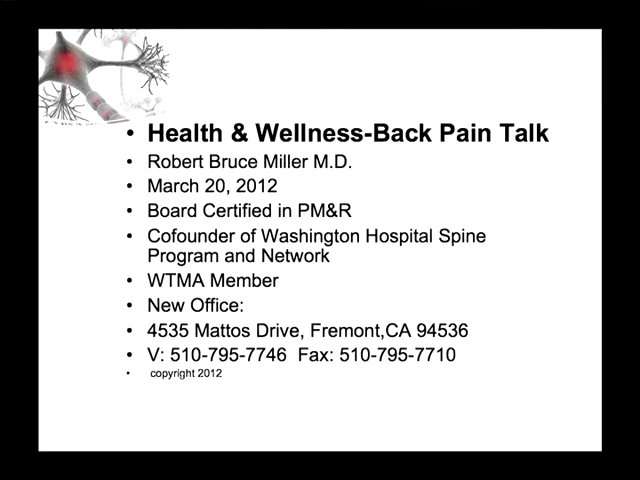 • Health & Wellness-Back Pain Talk
• Robert Bruce Miller M.D.
• March 20, 2012
• Board Certified in PM&R
• Cofounder of Washington Hospital Spine
Program and Network
• WTMA Member
• New Office:
• 4535 Mattos Drive, Fremont,CA 94536
• V: 510-795-7746  Fax: 510-795-7710
• copyright 2012